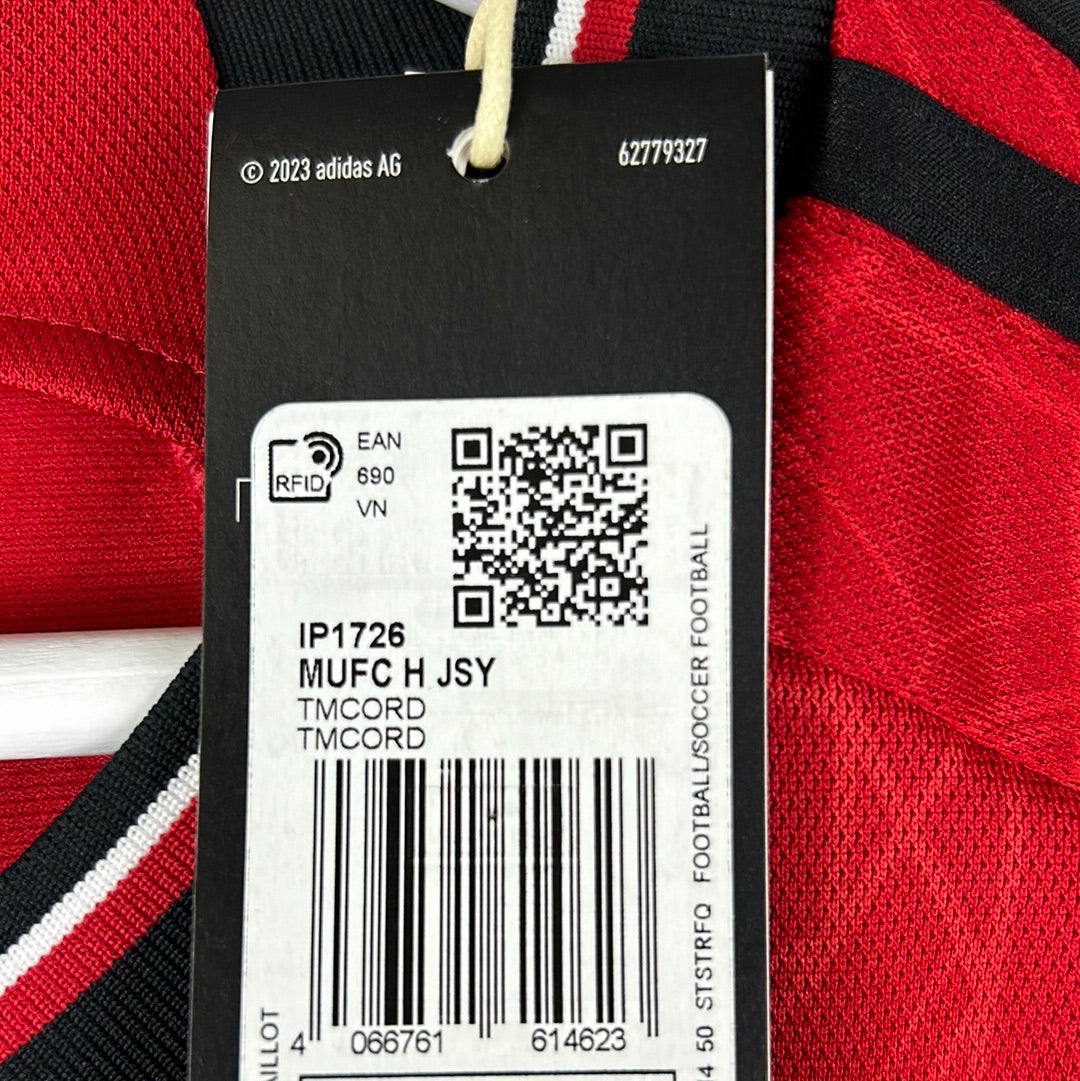 © 2023 adidas AG
62779327
RFID
EAN
690
VN
IP1726
MUFC H JSY
TMCORD
TMCORD
4 066761 614623
50 STSTRFQ FOOTBALL/SOCCER FOOTBALL